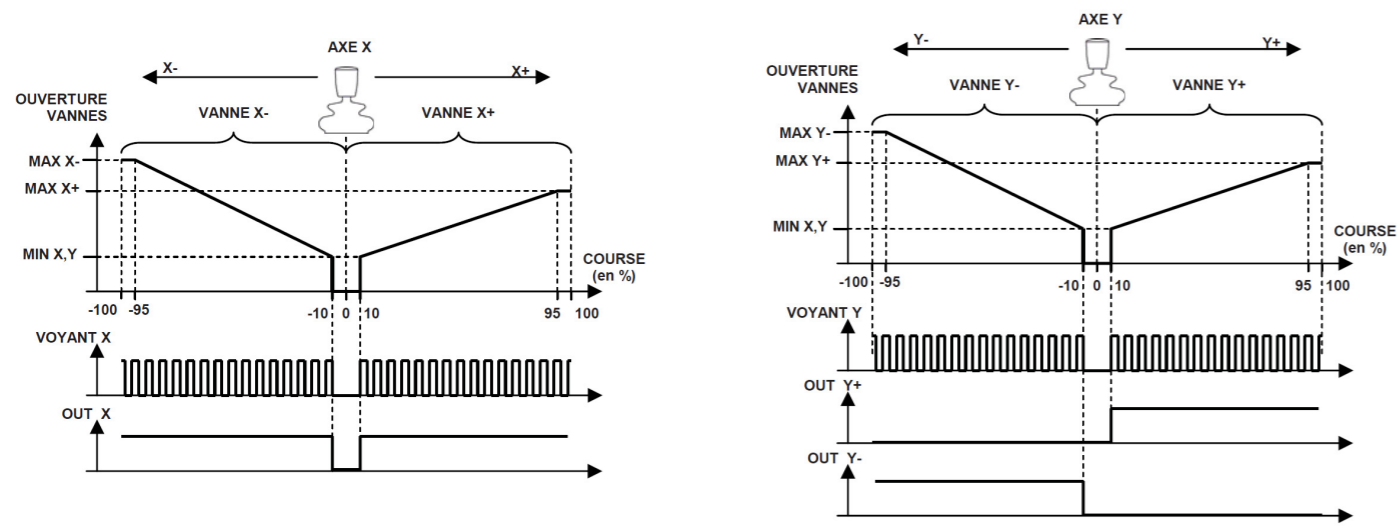 AXE X
X-
X+
OUVERTURE
VANNES
VANNE X-
VANNE X+
MAX X-
MAX X+
MIN X,Y
COURSE
(en %)
-100
-95
-10
0
10
95
100
VOYANT X
OUT X
AXE Y
Y-
Y+
OUVERTURE
VANNES
VANNE Y-
VANNE Y+
MAX Y-
MAX Y+
MIN X,Y
COURSE
(en %)
-100
-95
-10
0
10
95
100
VOYANT Y
OUT Y+
OUT Y-